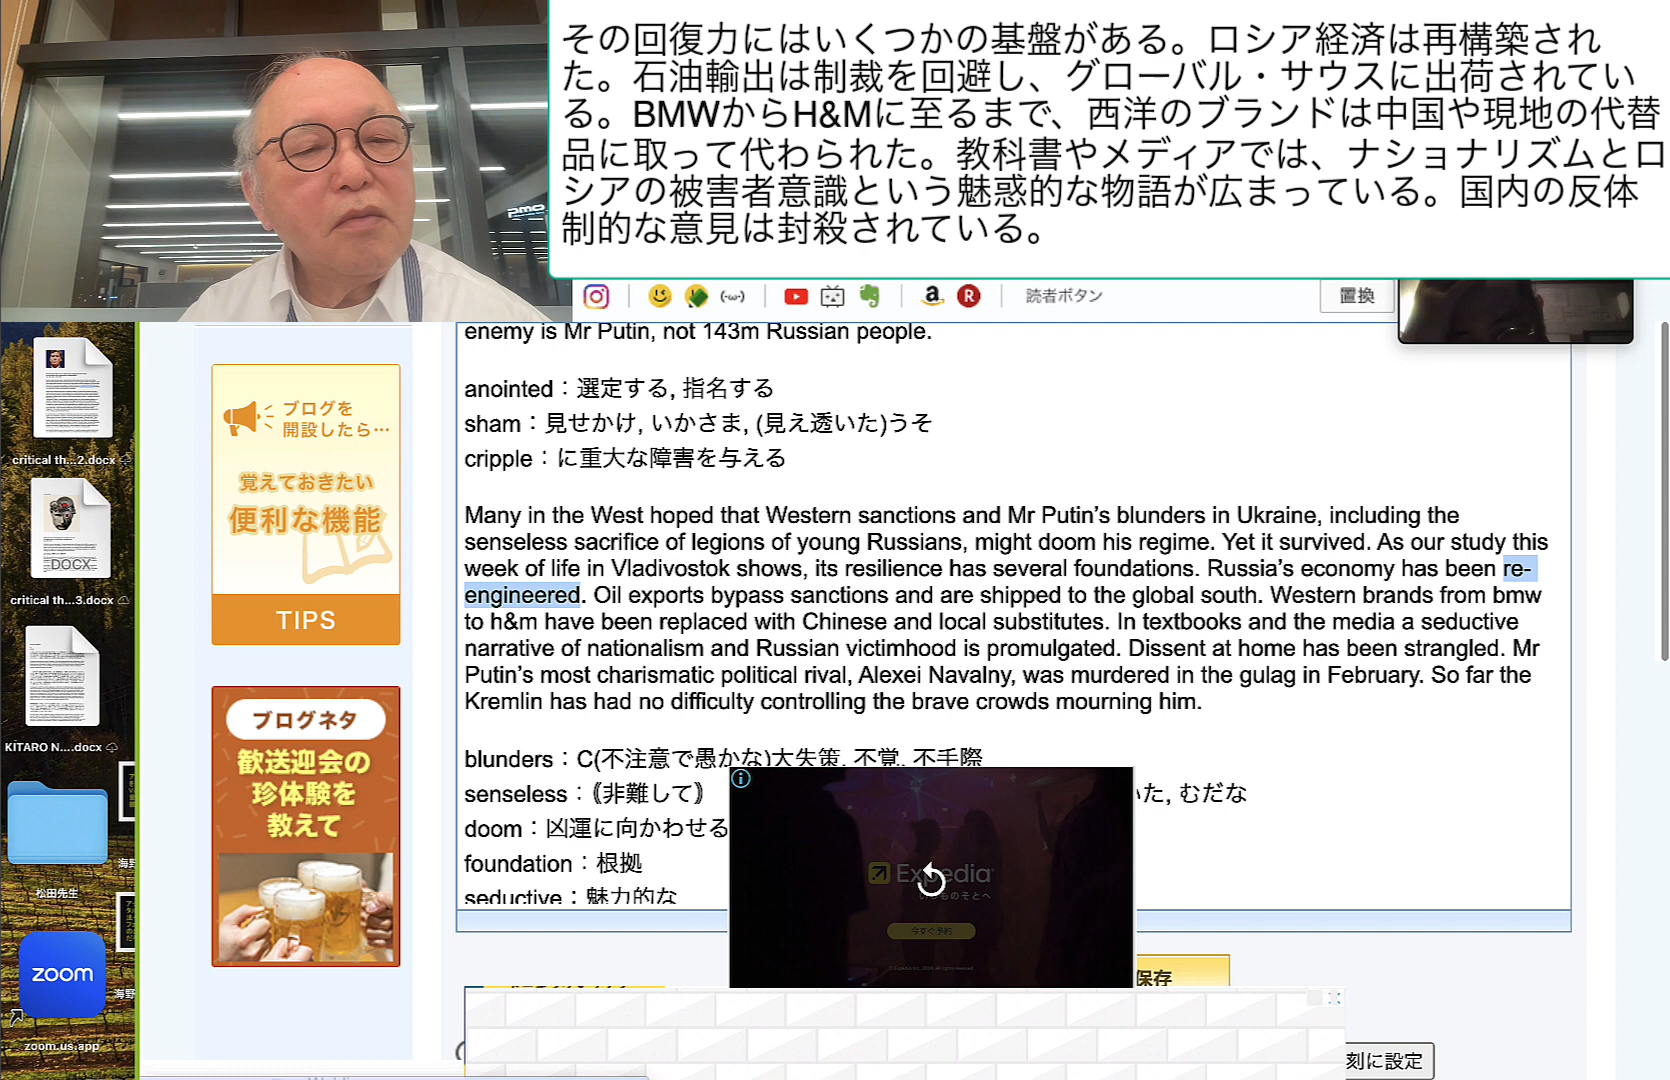 その回復力にはいくつかの基盤がある。ロシア経済は再構築され
た。石油輸出は制裁を回避し、グローバル・サウスに出荷されてい
る。BMWからH&Mに至るまで、西洋のブランドは中国や現地の代替
品に取って代わられた。教科書やメディアでは、ナショナリズムとロ
シアの被害者意識という魅惑的な物語が広まっている。国内の反体
制的な意見は封殺されている。
pmo
読者ボタン
置換
enemy is Mr Putin, not 143m Russian people.
anointed：選定する, 指名する
sham：見せかけ, いかさま, (見え透いた)うそ
cripple：に重大な障害を与える
Many in the West hoped that Western sanctions and Mr Putin's blunders in Ukraine, including the
senseless sacrifice of legions of young Russians, might doom his regime. Yet it survived. As our study this
week of life in Vladivostok shows, its resilience has several foundations. Russia's economy has been re-
engineered. Oil exports bypass sanctions and are shipped to the global south. Western brands from bmw
to h&m have been replaced with Chinese and local substitutes. In textbooks and the media a seductive
narrative of nationalism and Russian victimhood is promulgated. Dissent at home has been strangled. Mr
Putin's most charismatic political rival, Alexei Navalny, was murdered in the gulag in February. So far the
Kremlin has had no difficulty controlling the brave crowds mourning him.
blunders：C(不注意で愚かな)大失策, 不覚, 不手際
senseless：⟪非難して⟫ いた, むだな
doom：凶運に向かわせる
foundation：根拠
seductive：魅力的な
ブログを
開設したら…
覚えておきたい
便利な機能
TIPS
ブログネタ
歓送迎会の
珍体験を
教えて
critical th...2.docx
DOCX
critical th...3.docx
KITARO N....docx
松田先生
海野
zoom
海野
zoom.us.app
Expedia
今すぐ予約
保存
刻に設定